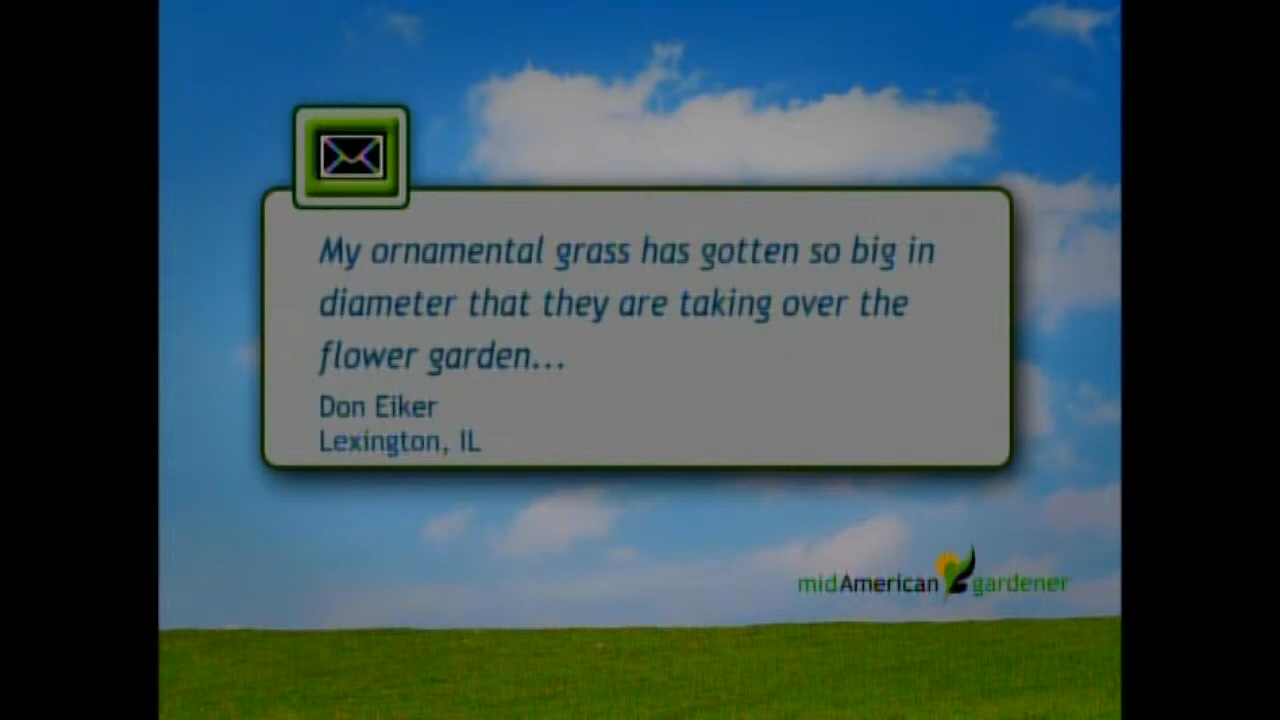 My ornamental grass has gotten so big in
diameter that they are taking over the
flower garden...
Don Eiker
Lexington, IL
midAmerican gardener